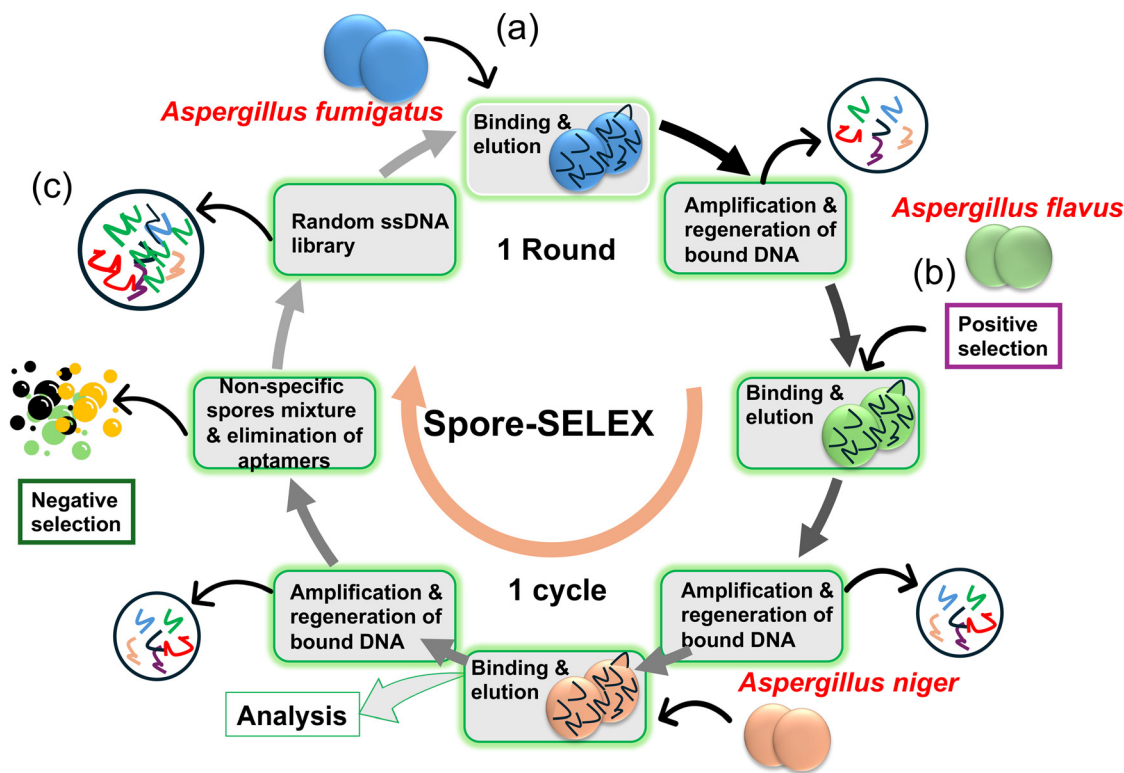 (a)
Aspergillus fumigatus
Binding &
elution
(c)
Random ssDNA
library
1 Round
Amplification &
regeneration of
bound DNA
Aspergillus flavus
(b)
Positive
selection
Non-specific
spores mixture
& elimination of
aptamers
Spore-SELEX
Binding &
elution
Negative
selection
Amplification &
regeneration of
bound DNA
1 cycle
Amplification &
regeneration of
bound DNA
Binding &
elution
Aspergillus niger
Analysis